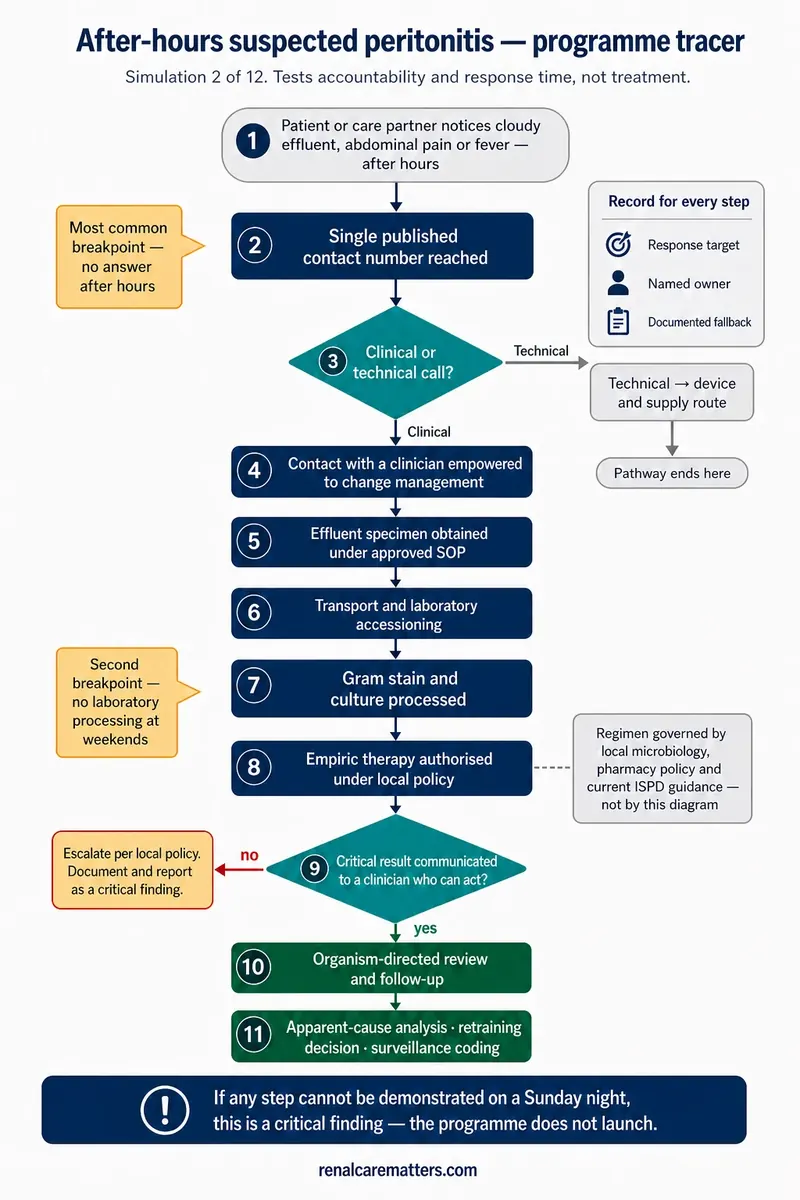 After-hours suspected peritonitis — programme tracer
Simulation 2 of 12. Tests accountability and response time, not treatment.
1
Patient or care partner notices cloudy
effluent, abdominal pain or fever —
after hours
Record for every step
Response target
Named owner
Documented fallback
Most common
breakpoint —
no answer
after hours
2
Single published
contact number reached
3
Clinical or
technical call?
Technical
Technical → device
and supply route
Pathway ends here
Clinical
4
Contact with a clinician empowered
to change management
5
Effluent specimen obtained
under approved SOP
6
Transport and laboratory
accessioning
Second
breakpoint —
no laboratory
processing at
weekends
7
Gram stain and
culture processed
8
Empiric therapy authorised
under local policy
Regimen governed by
local microbiology,
pharmacy policy and
current ISPD guidance —
not by this diagram
9
Critical result communicated
to a clinician who can act?
no
Escalate per local policy.
Document and report
as a critical finding.
yes
10
Organism-directed review
and follow-up
11
Apparent-cause analysis · retraining
decision · surveillance coding
!
If any step cannot be demonstrated on a Sunday night,
this is a critical finding — the programme does not launch.
renalcarematters.com